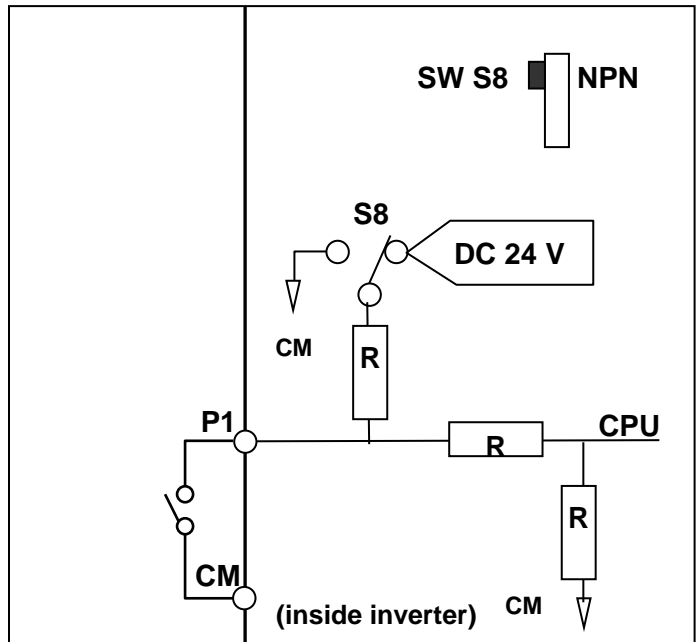 SW S8 NPN
S8
DC 24 V
CM
R
P1
R
CPU
R
CM
(inside inverter)
CM